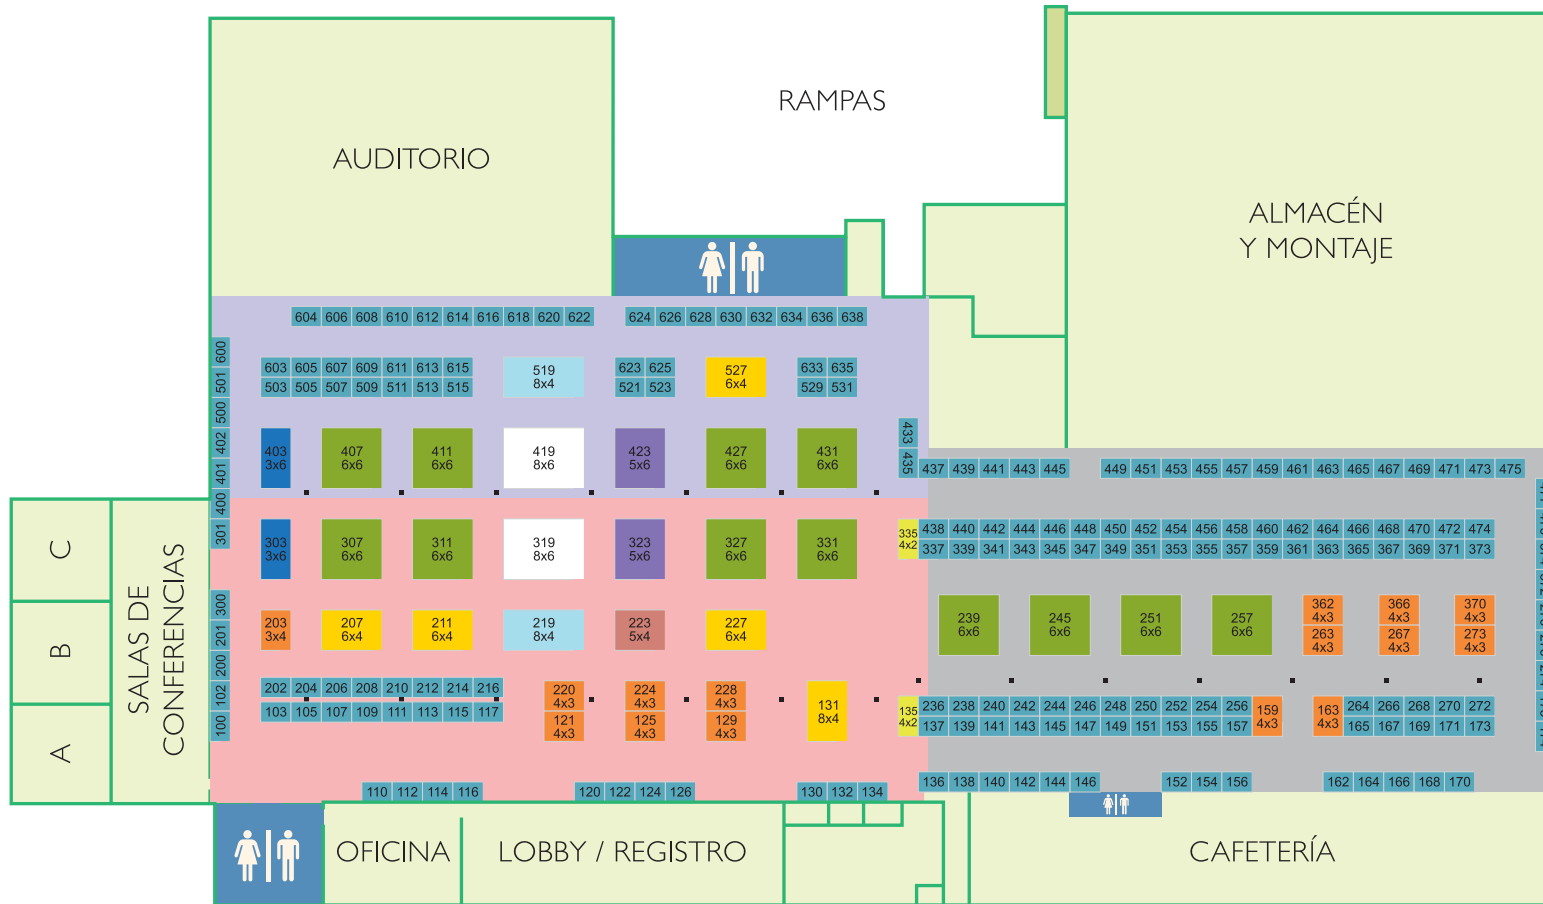 RAMPAS
AUDITORIO
ALMACÉN
Y MONTAJE
604 606 608 610 612 614 616 618 620 622
624 626 628 630 632 634 636 638
600
501
500
402
401
400
301
300
201
200
102
100
603 605 607 609 611 613 615
503 505 507 509 511 513 515
519
8x4
623 625
521 523
527
6x4
633 635
529 531
403
3x6
407
6x6
411
6x6
419
8x6
423
5x6
427
6x6
431
6x6
433
435
437 439 441 443 445
449 451 453 455 457 459 461 463 465 467 469 471 473 475
303
3x6
307
6x6
311
6x6
319
8x6
323
5x6
327
6x6
331
6x6
335
4x2
438 440 442 444 446 448 450 452 454 456 458 460 462 464 466 468 470 472 474
337 339 341 343 345 347 349 351 353 355 357 359 361 363 365 367 369 371 373
C
B
A
SALAS DE
CONFERENCIAS
203
3x4
207
6x4
211
6x4
219
8x4
223
5x4
227
6x4
239
6x6
245
6x6
251
6x6
257
6x6
362
4x3
263
4x3
366
4x3
267
4x3
370
4x3
273
4x3
202 204 206 208 210 212 214 216
103 105 107 109 111 113 115 117
220
4x3
121
4x3
224
4x3
125
4x3
228
4x3
129
4x3
131
8x4
135
4x2
236 238 240 242 244 246 248 250 252 254 256
137 139 141 143 145 147 149 151 153 155 157
159
4x3
163
4x3
264 266 268 270 272
165 167 169 171 173
110 112 114 116
120 122 124 126
130 132 134
136 138 140 142 144 146
152 154 156
162 164 166 168 170
OFICINA
LOBBY / REGISTRO
CAFETERÍA